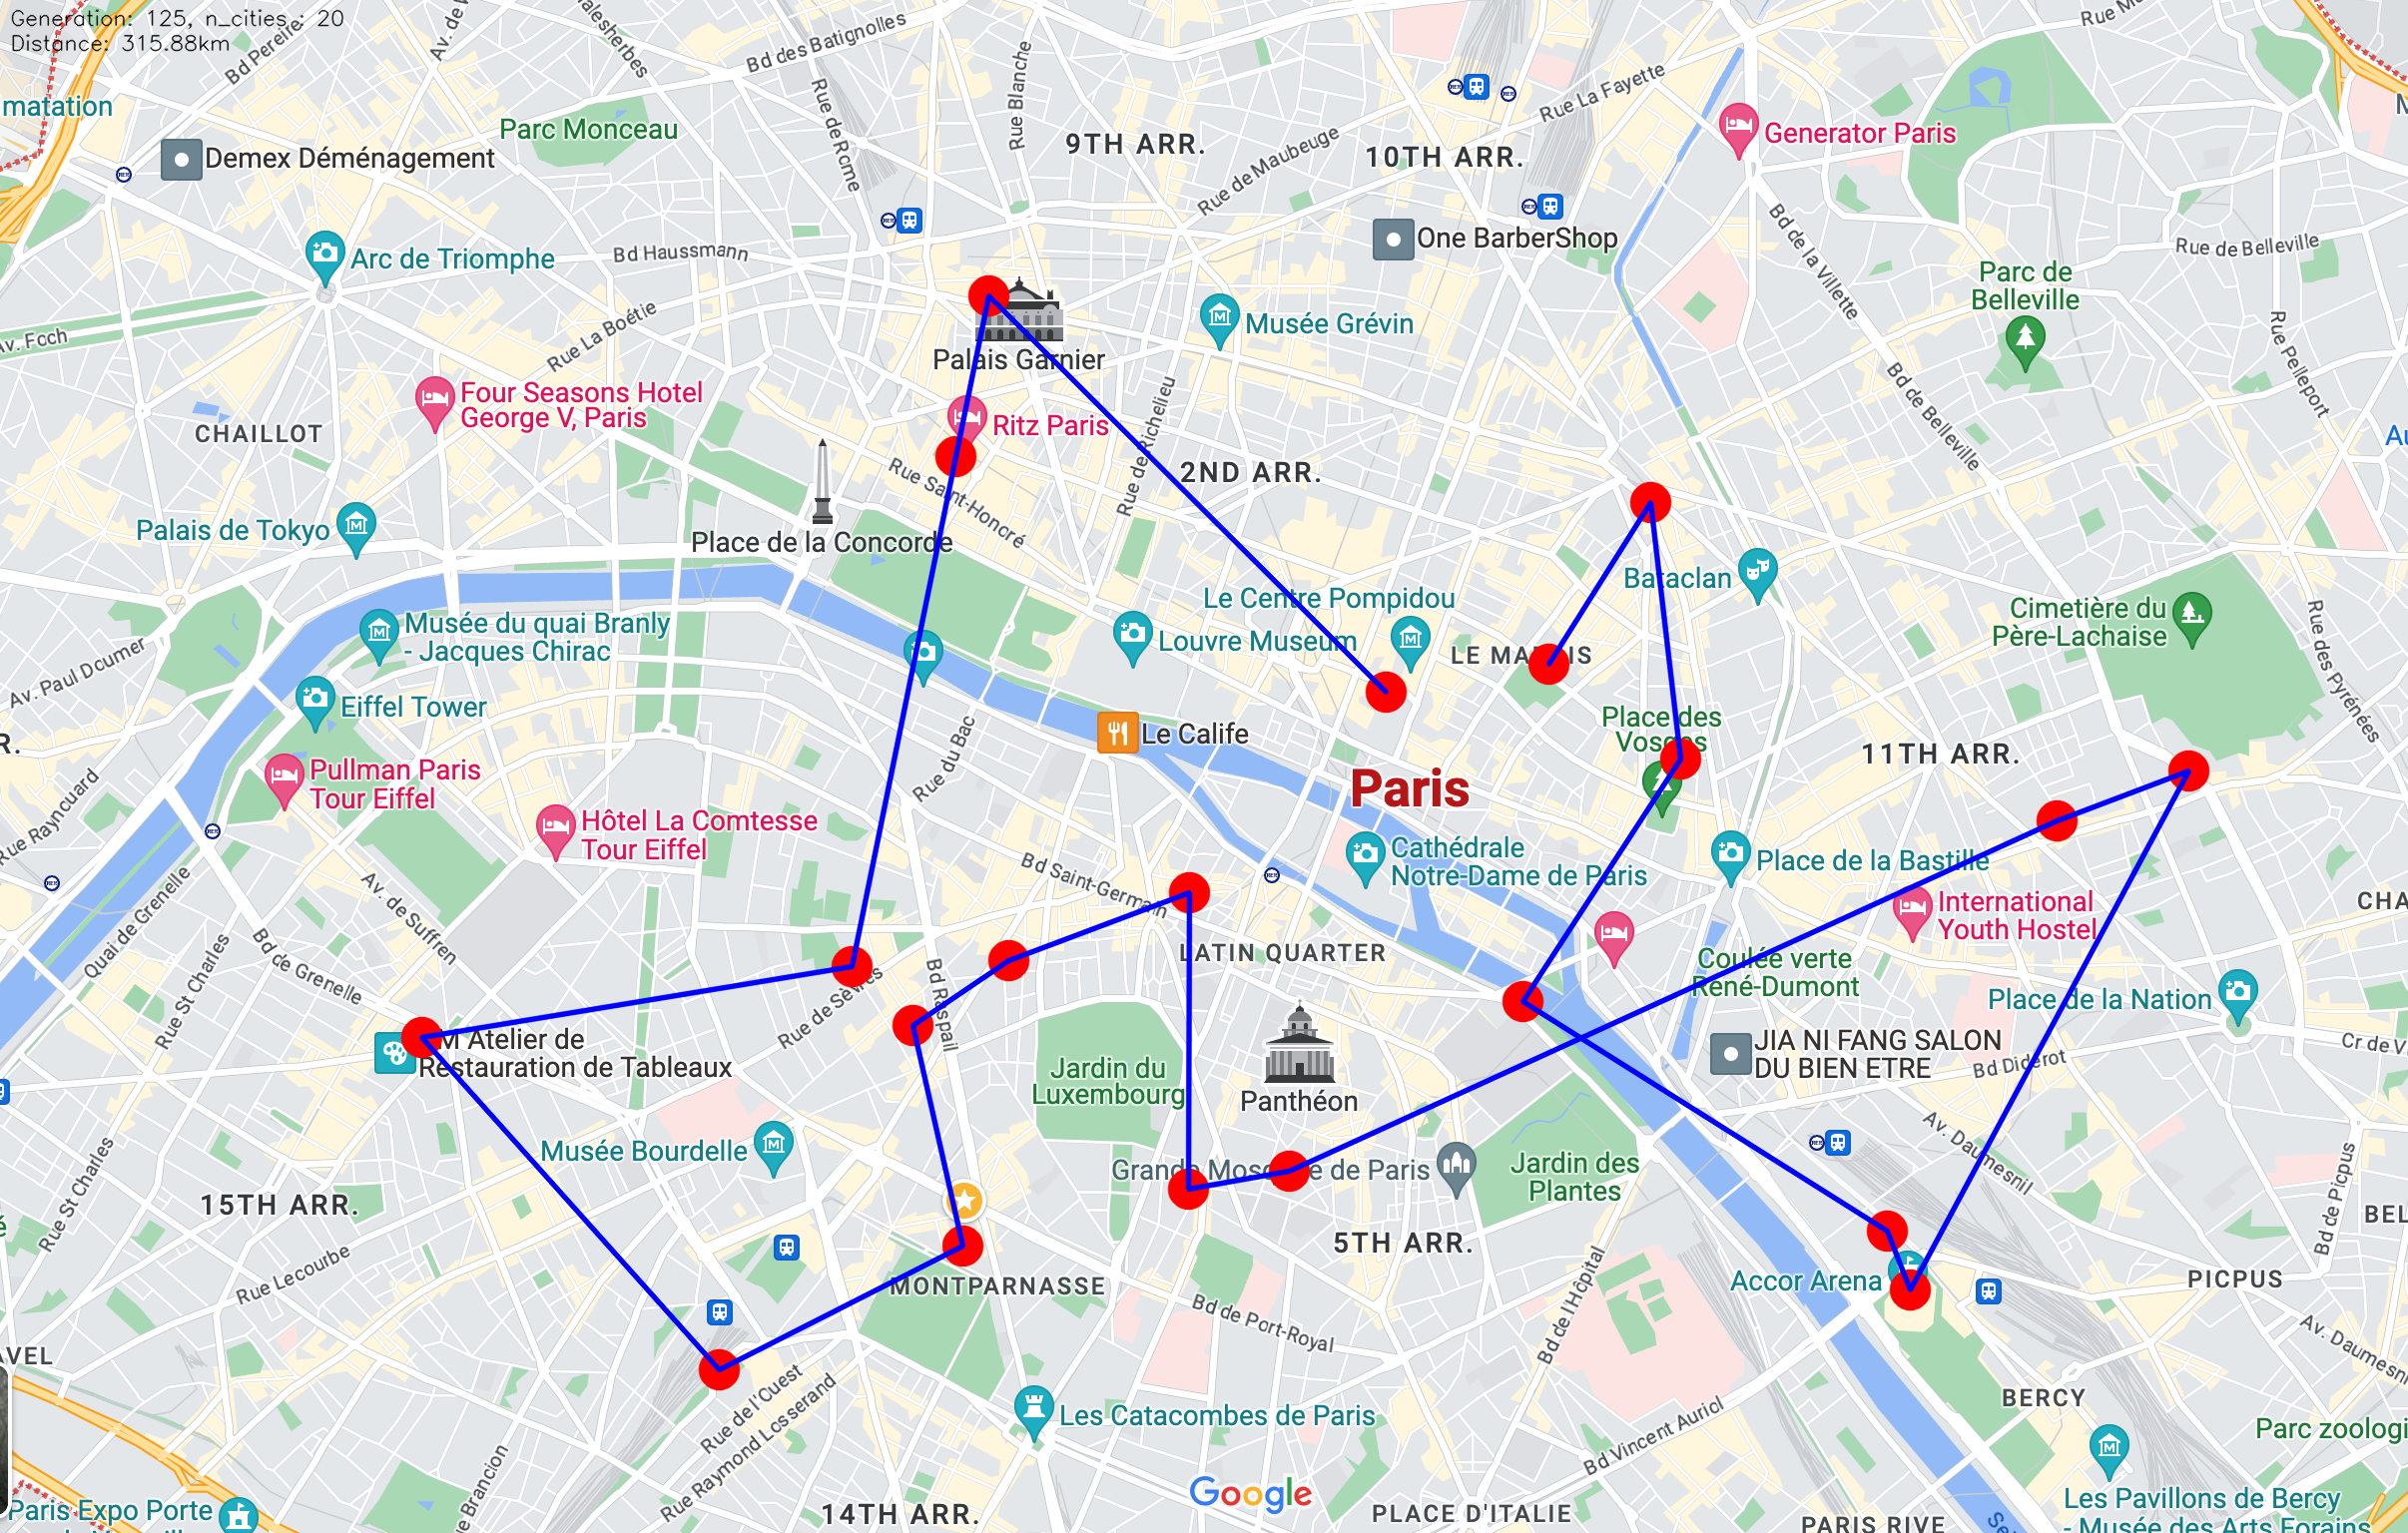 Generation: 125, n_cities : 20
Distance: 315.88km
Bd Pereire
Bd des Batignolles
Rue Blanche
Rue de Rome
Rue La Fayette
matation
Parc Monceau
9TH ARR.
10TH ARR.
Rue de Maubeuge
Generator Paris
Demex Déménagement
One BarberShop
Bd de la Villette
Rue de Belleville
Arc de Triomphe
Bd Haussmann
Parc de
Belleville
Rue La Boétie
Musée Grévin
Av. Foch
Palais Garnier
Rue Pelleport
Four Seasons Hotel
George V, Paris
Bd de Belleville
CHAILLOT
Ritz Paris
Rue de Richelieu
2ND ARR.
Rue Saint-Honoré
Palais de Tokyo
Place de la Concorde
Bataclan
Le Centre Pompidou
Cimetière du
Père-Lachaise
Musée du quai Branly
- Jacques Chirac
Louvre Museum
LE MARAIS
Av. Paul Doumer
Rue des Pyrénées
Eiffel Tower
Place des
Vosges
Le Calife
11TH ARR.
R.
Rue du Bac
Pullman Paris
Tour Eiffel
Paris
Rue Raynouard
Hôtel La Comtesse
Tour Eiffel
Cathédrale
Notre-Dame de Paris
Place de la Bastille
Bd Saint-Germain
Av. de Suffren
Quai de Grenelle
International
Youth Hostel
CHA
Bd de Grenelle
LATIN QUARTER
Coulée verte
René-Dumont
Rue St Charles
Rue de Sèvres
Bd Raspail
Place de la Nation
Atelier de
Restauration de Tableaux
JIA NI FANG SALON
DU BIEN ETRE
Bd Diderot
Cr de V
Jardin du
Luxembourg
Panthéon
Musée Bourdelle
Grande Mosquée de Paris
Jardin des
Plantes
Av. Daumesnil
Rue St Charles
15TH ARR.
Bd de Picpus
BEL
5TH ARR.
Rue Lecourbe
MONTPARNASSE
Accor Arena
PICPUS
Bd de Port-Royal
Bd de l'Hôpital
AVEL
Av. Daumesni
Rue de l'Ouest
BERCY
Rue Raymond Losserand
Les Catacombes de Paris
Bd Vincent Auriol
Parc zoologi
Google
Paris Expo Porte
e Brancion
14TH ARR.
PLACE D'ITALIE
PARIS RIVE
Les Pavillons de Bercy
- Musée des Arts Forains